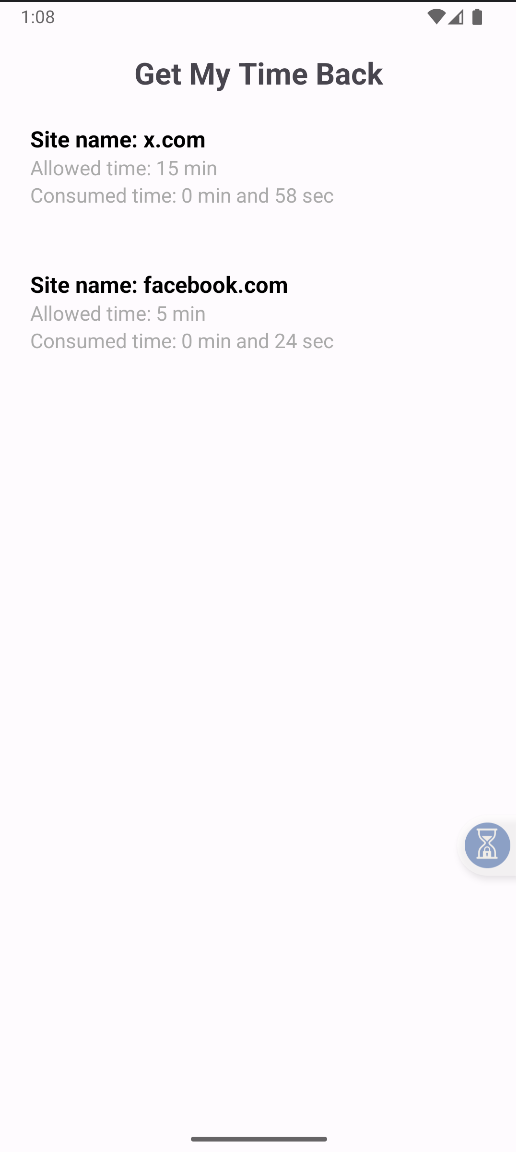 1:08
Get My Time Back
Site name: x.com
Allowed time: 15 min
Consumed time: 0 min and 58 sec
Site name: facebook.com
Allowed time: 5 min
Consumed time: 0 min and 24 sec